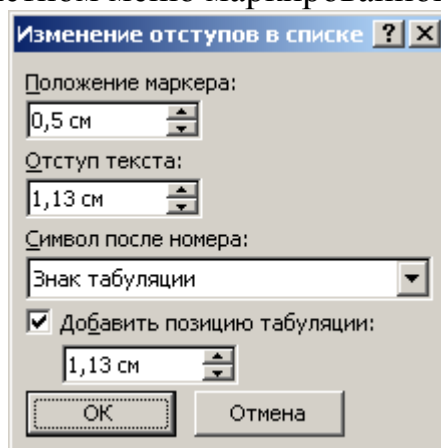 Изменение отступов в списке
Положение маркера:
0,5 см
Отступ текста:
1,13 см
Символ после номера:
Знак табуляции
Добавить позицию табуляции:
1,13 см
ОК Отмена